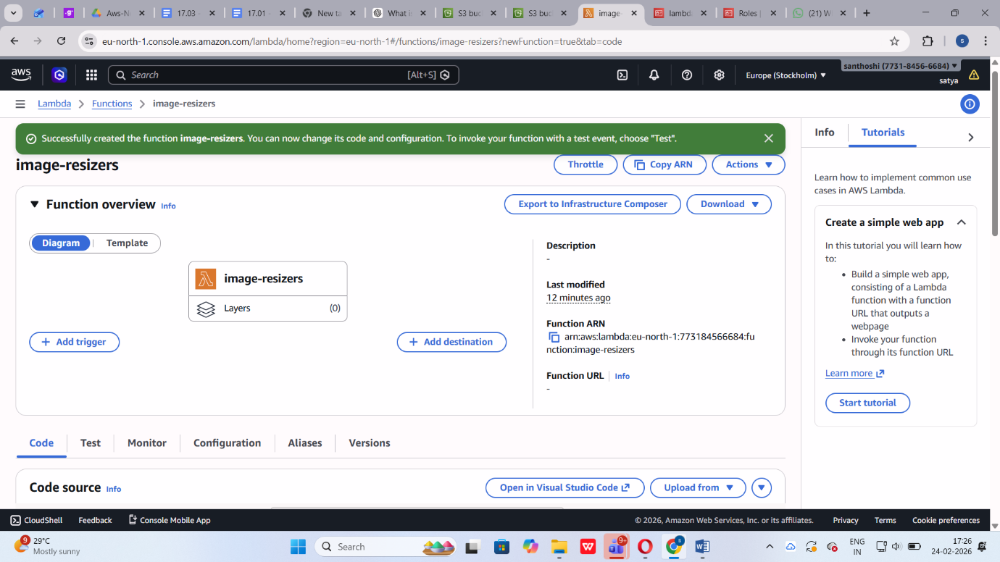 -9°
Aws-N
17.03 -
17.01 -
New ta
What i
S3 buc
S3 buc
image-
lambd
Roles |
(21) W
eu-north-1.console.aws.amazon.com/lambda/home?region=eu-north-1#/functions/image-resizers?newFunction=true&tab=code
S
aws
Search
[Alt+S]
Europe (Stockholm)
santhoshi (7731-8456-6684)
satya
Lambda
Functions
image-resizers
Successfully created the function image-resizers. You can now change its code and configuration. To invoke your function with a test event, choose "Test".
image-resizers
Throttle
Copy ARN
Actions
Function overview Info
Export to Infrastructure Composer
Download
Diagram
Template
image-resizers
Layers (0)
+ Add trigger
+ Add destination
Description
-
Last modified
12 minutes ago
Function ARN
arn:aws:lambda:eu-north-1:773184566684:fu
nction:image-resizers
Function URL Info
-
Code
Test
Monitor
Configuration
Aliases
Versions
Code source Info
Open in Visual Studio Code
Upload from
Info
Tutorials
Learn how to implement common use
cases in AWS Lambda.
Create a simple web app
In this tutorial you will learn how
to:
• Build a simple web app,
consisting of a Lambda
function with a function
URL that outputs a
webpage
• Invoke your function
through its function URL
Learn more
Start tutorial
CloudShell
Feedback
Console Mobile App
© 2026, Amazon Web Services, Inc. or its affiliates.
Privacy
Terms
Cookie preferences
9
29°C
Mostly sunny
Search
9+
S
ENG
IN
17:26
24-02-2026